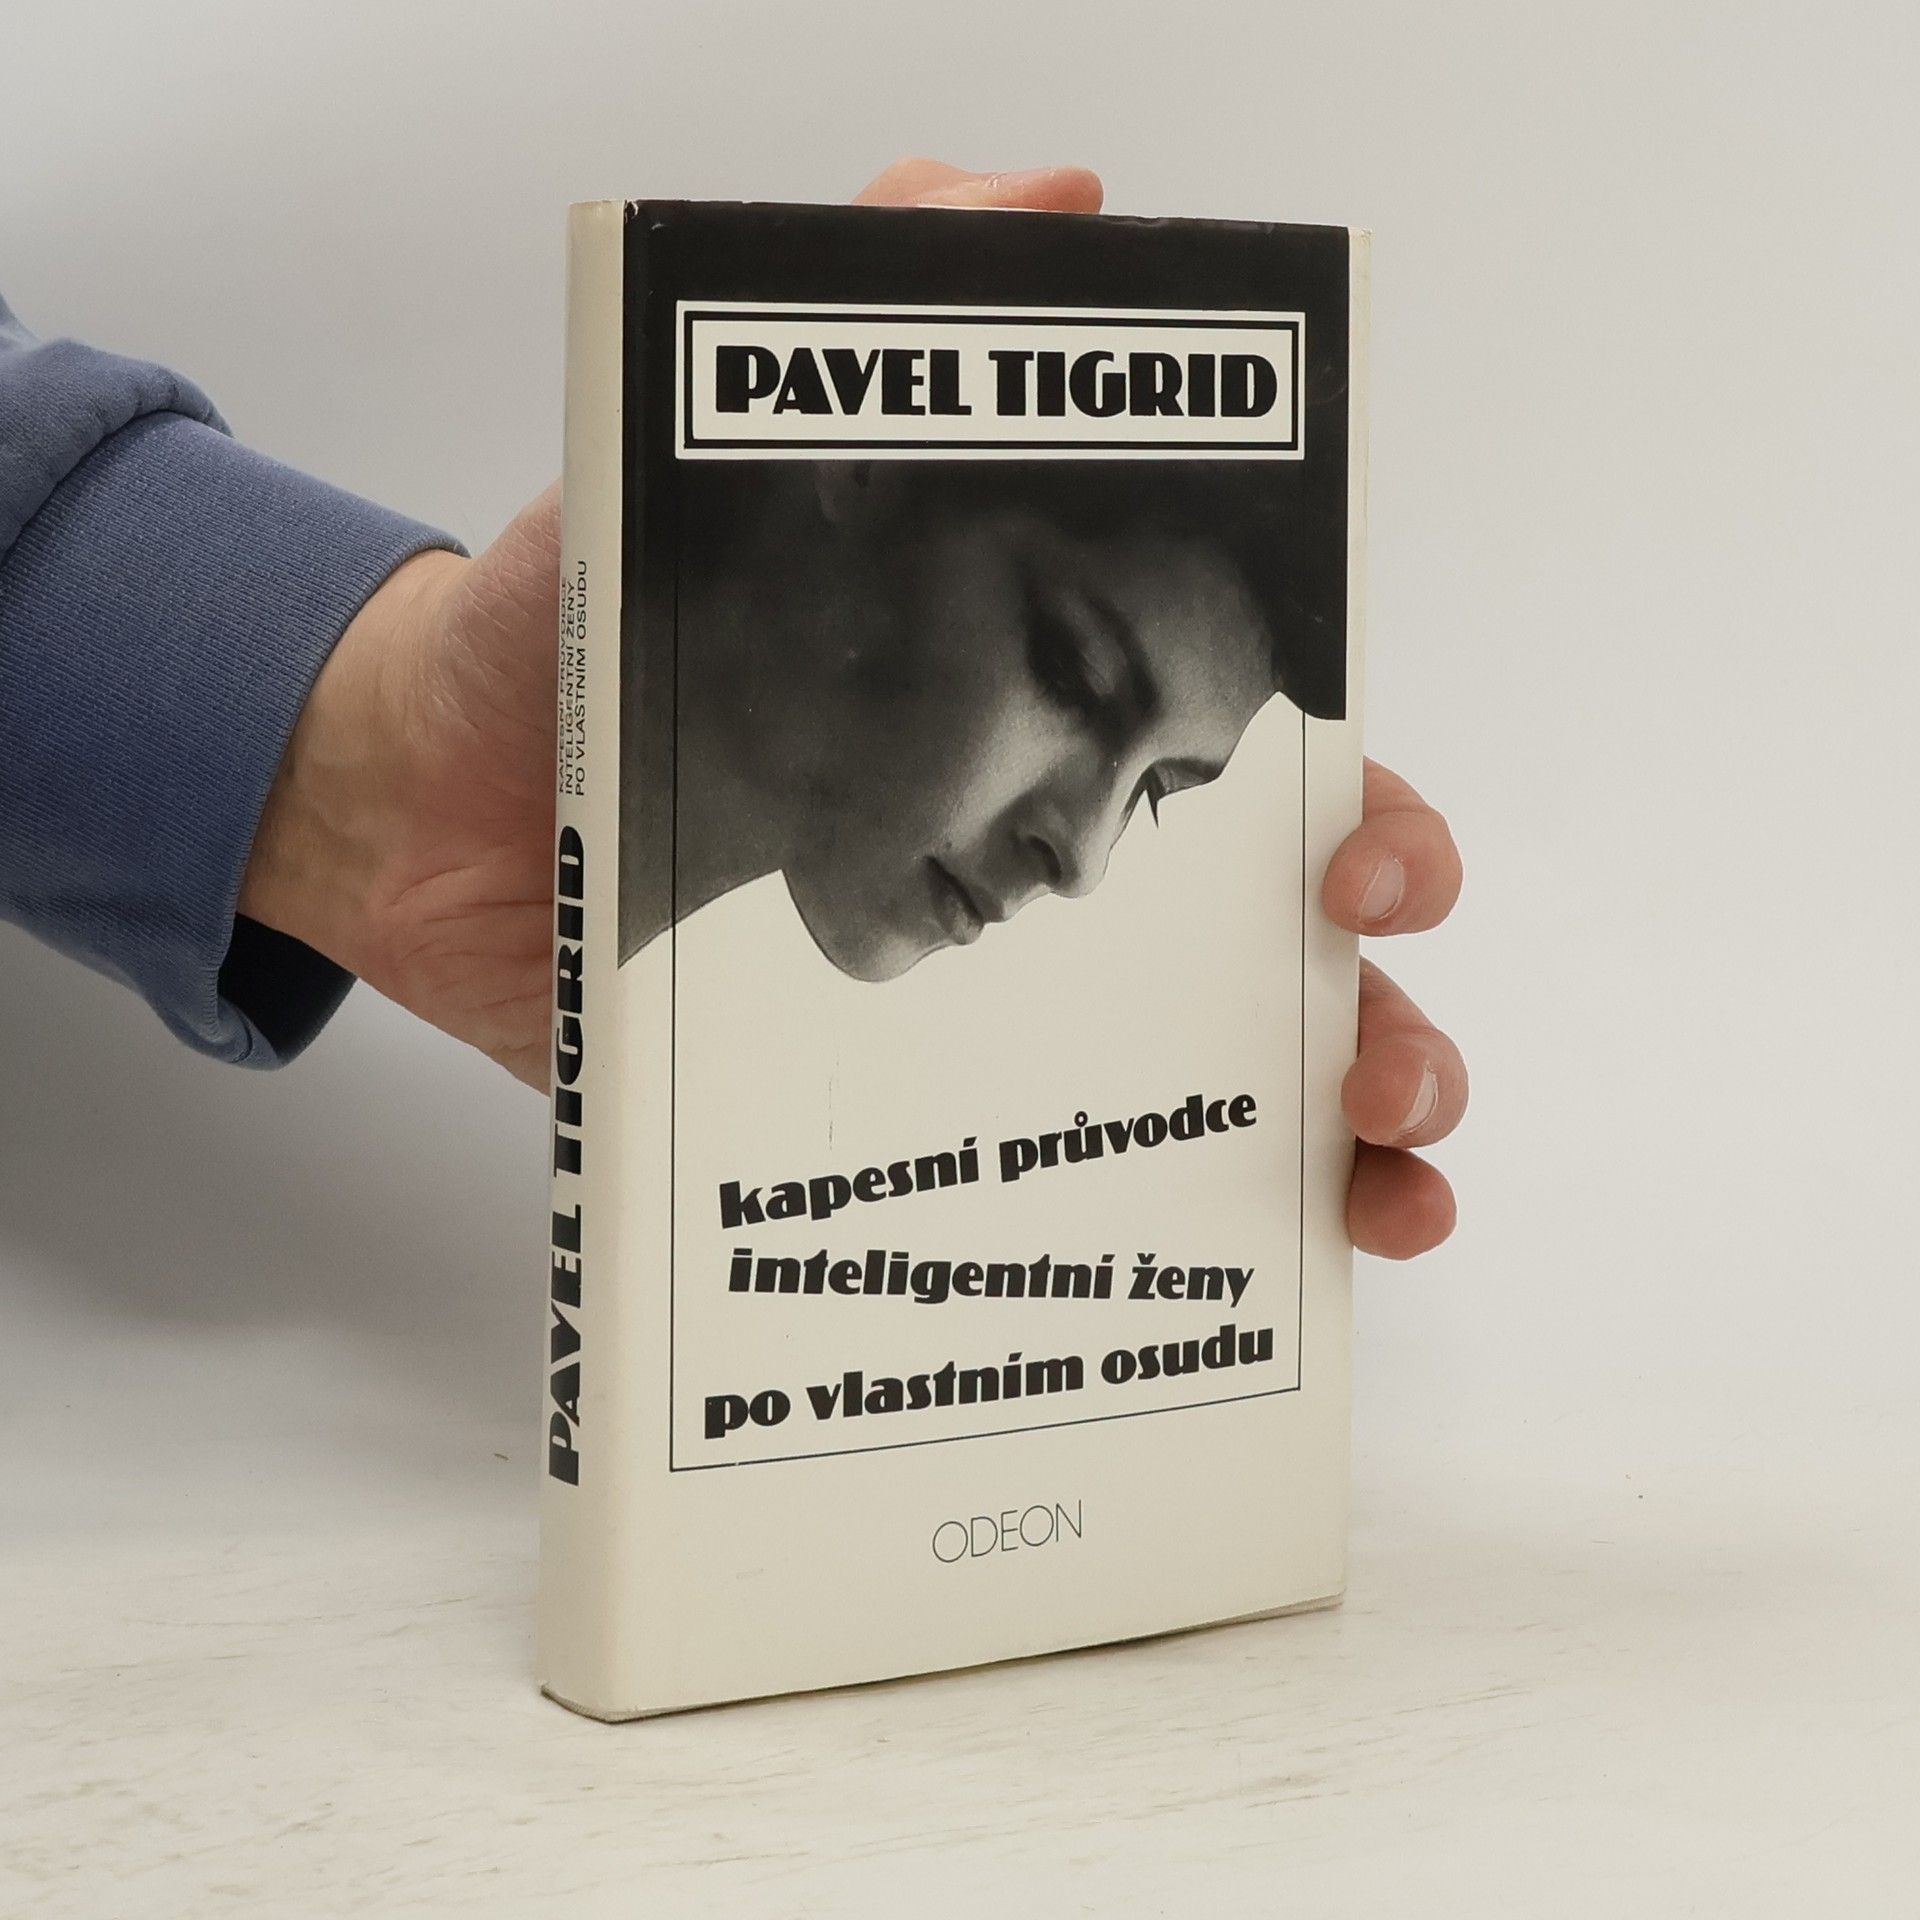 PAVEL TIGRID
kapesní průvodce
inteligentní ženy
po vlastním osudu
ODEON
PAVEL TIGRID
KAPESNÍ PRŮVODCE
INTELIGENTNÍ ŽENY
PO VLASTNÍM OSUDU